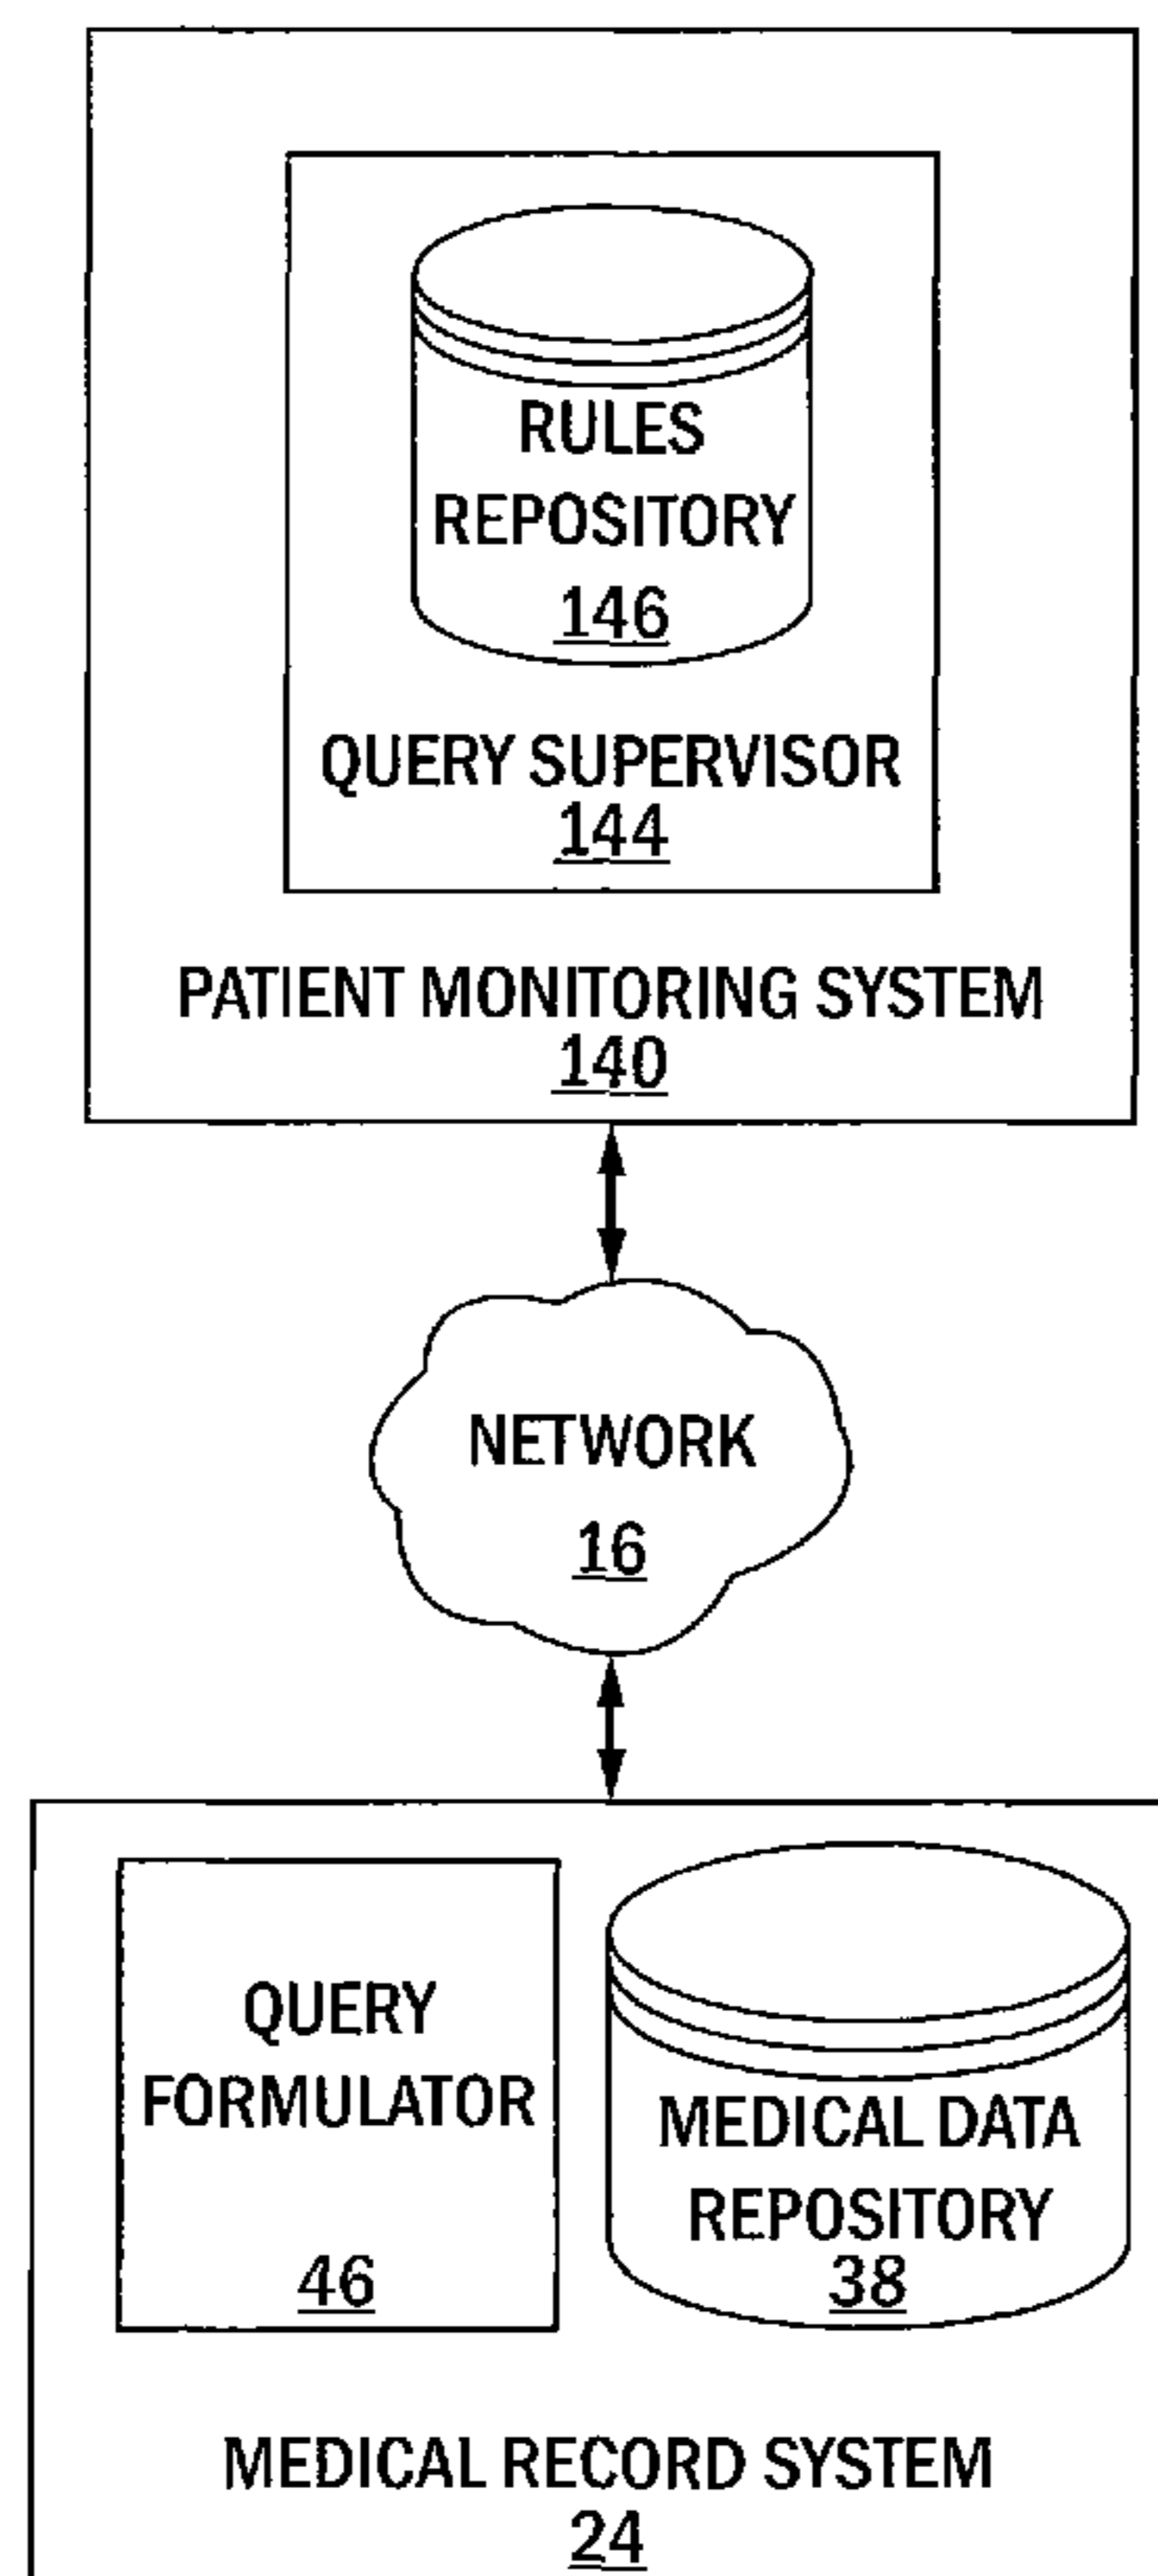 RULES
REPOSITORY
146
QUERY SUPERVISOR
144
PATIENT MONITORING SYSTEM
140
NETWORK
16
QUERY
FORMULATOR
46
MEDICAL DATA
REPOSITORY
38
MEDICAL RECORD SYSTEM
24